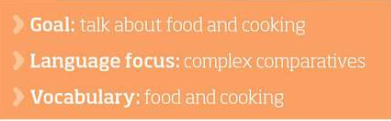 Goal: talk about food and cooking
Language focus: complex comparatives
Vocabulary: food and cooking